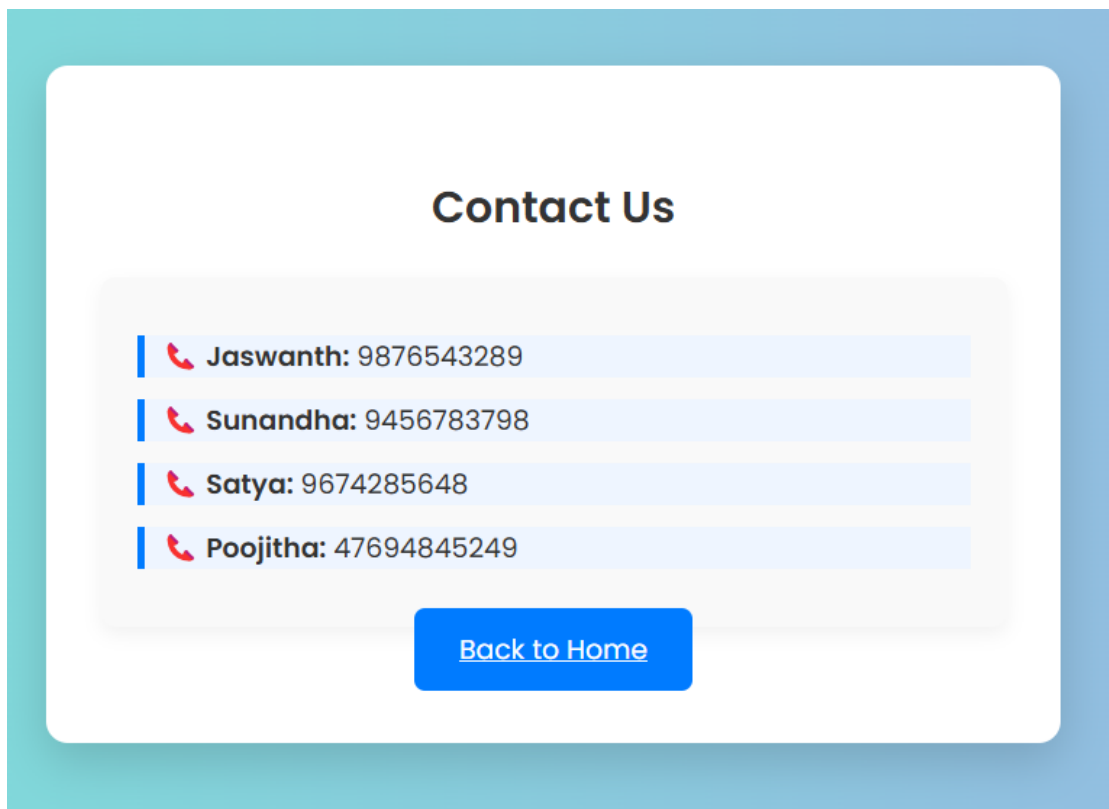 Contact Us
📞 Jaswanth: 9876543289
📞 Sunandha: 9456783798
📞 Satya: 9674285648
📞 Poojitha: 47694845249
Back to Home